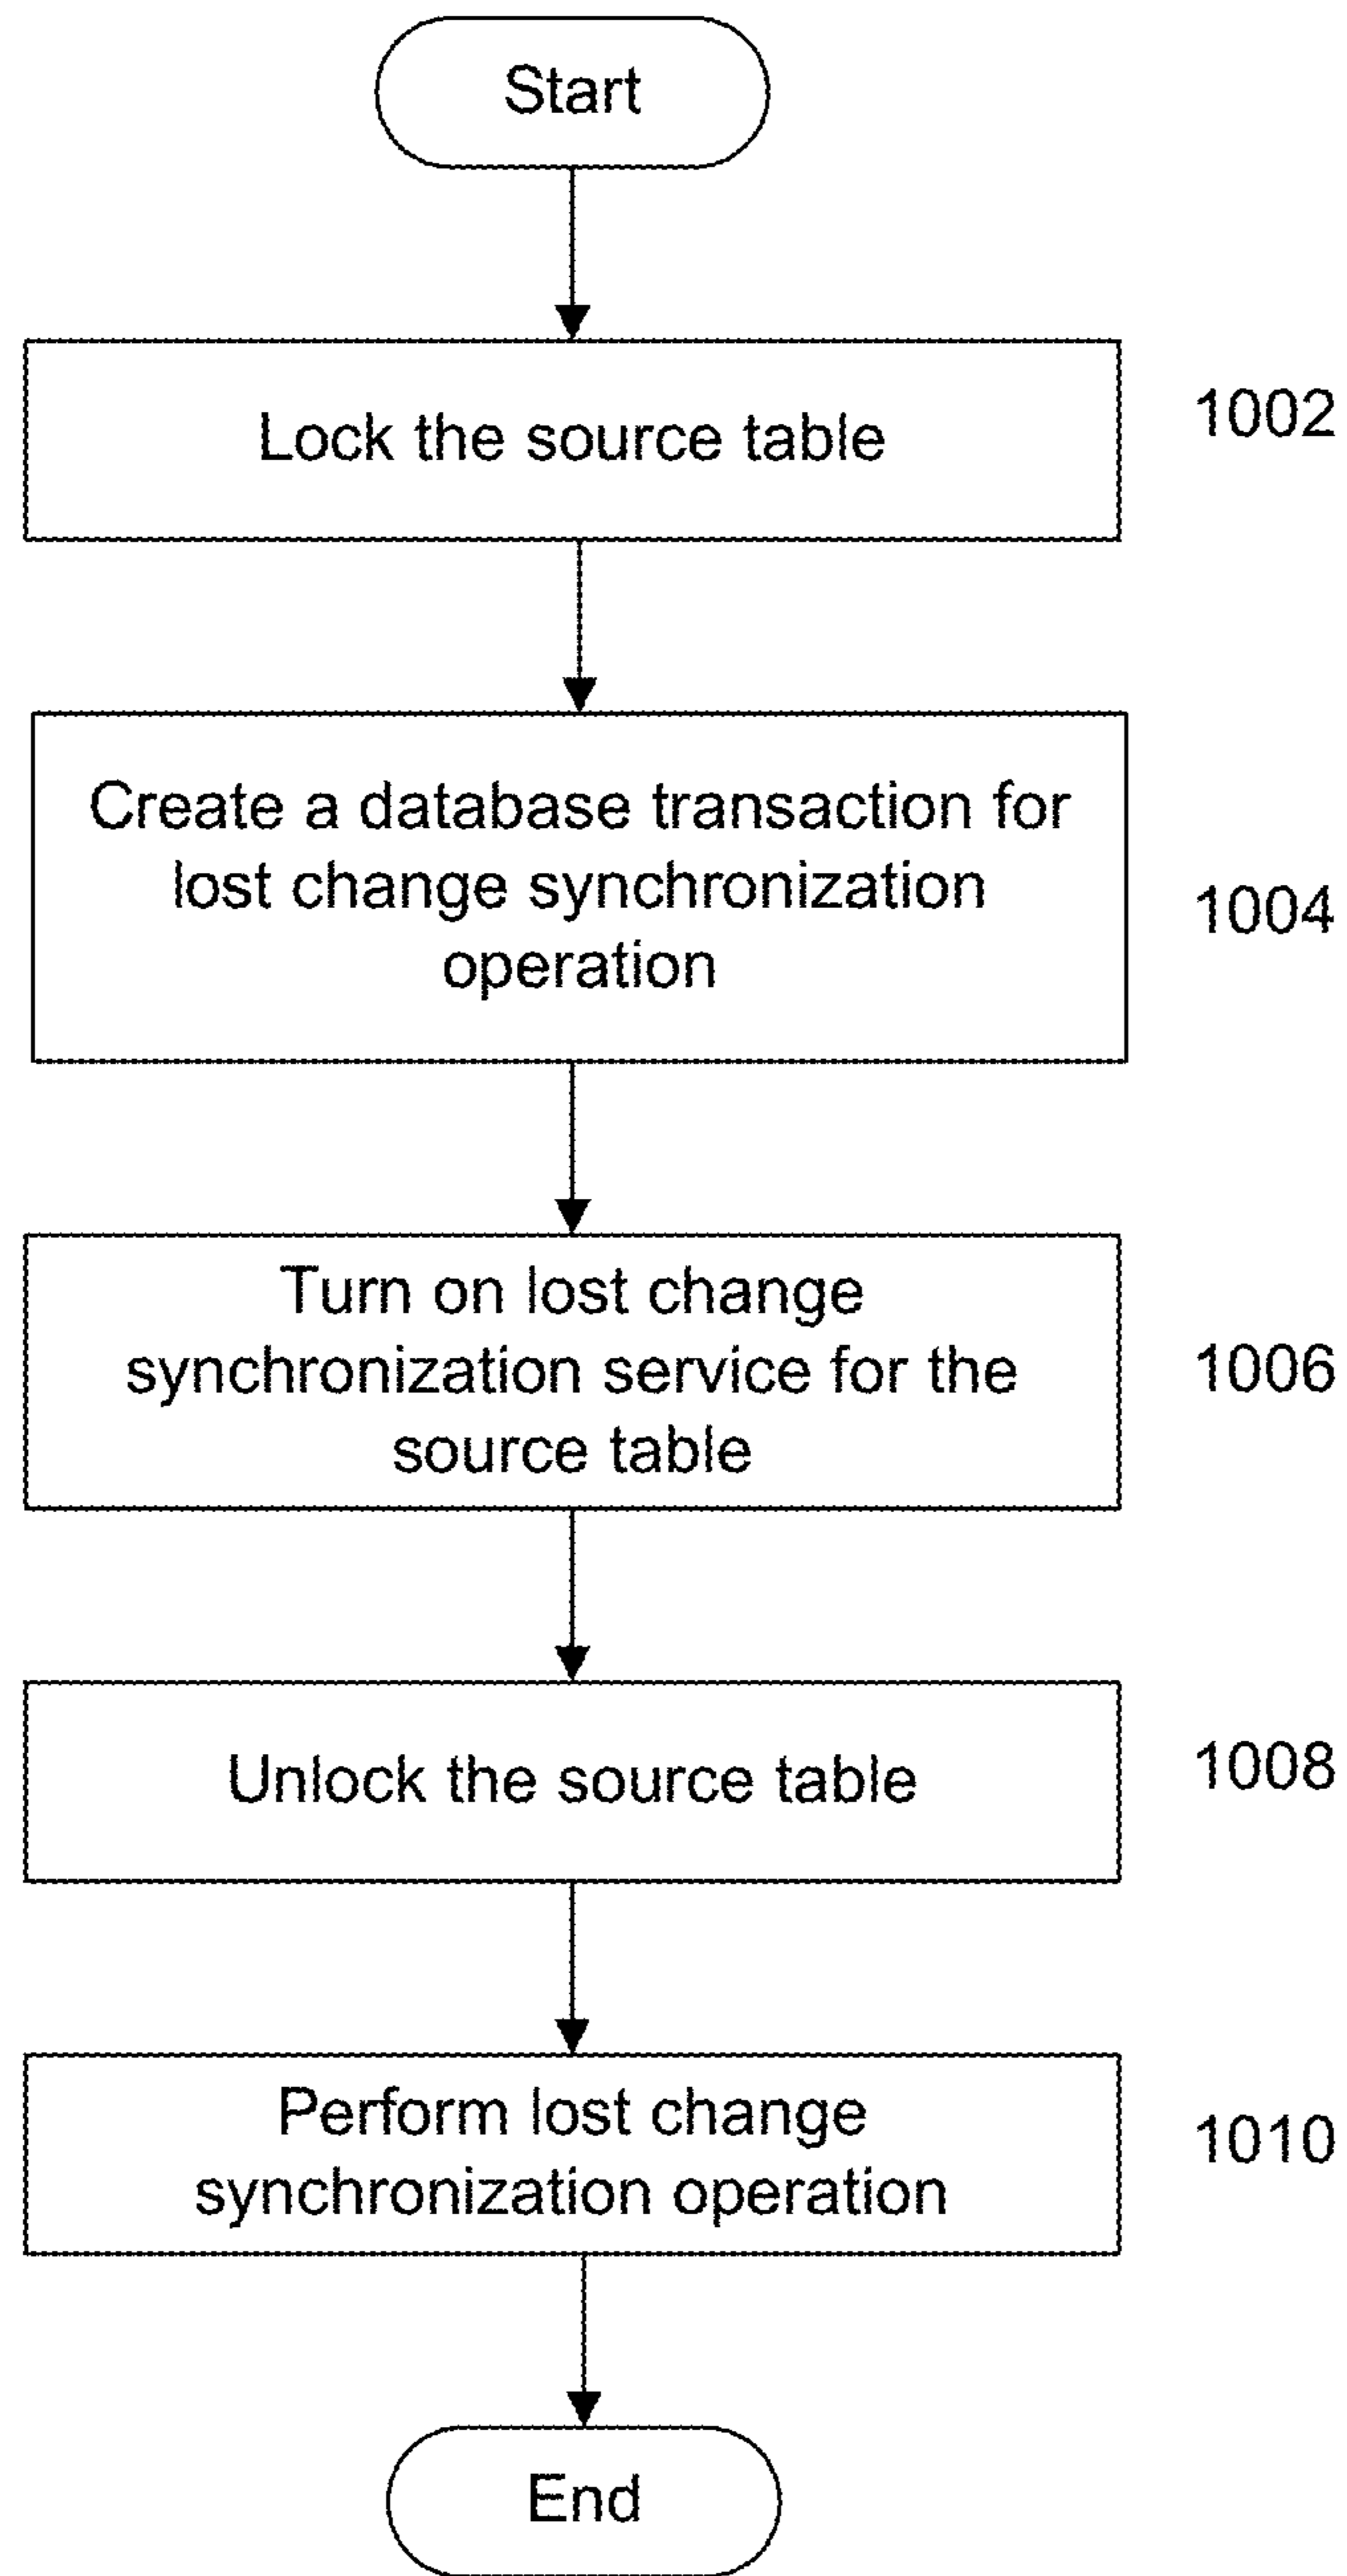 Start
Lock the source table
1002
Create a database transaction for
lost change synchronization
operation
1004
Turn on lost change
synchronization service for the
source table
1006
Unlock the source table
1008
Perform lost change
synchronization operation
1010
End